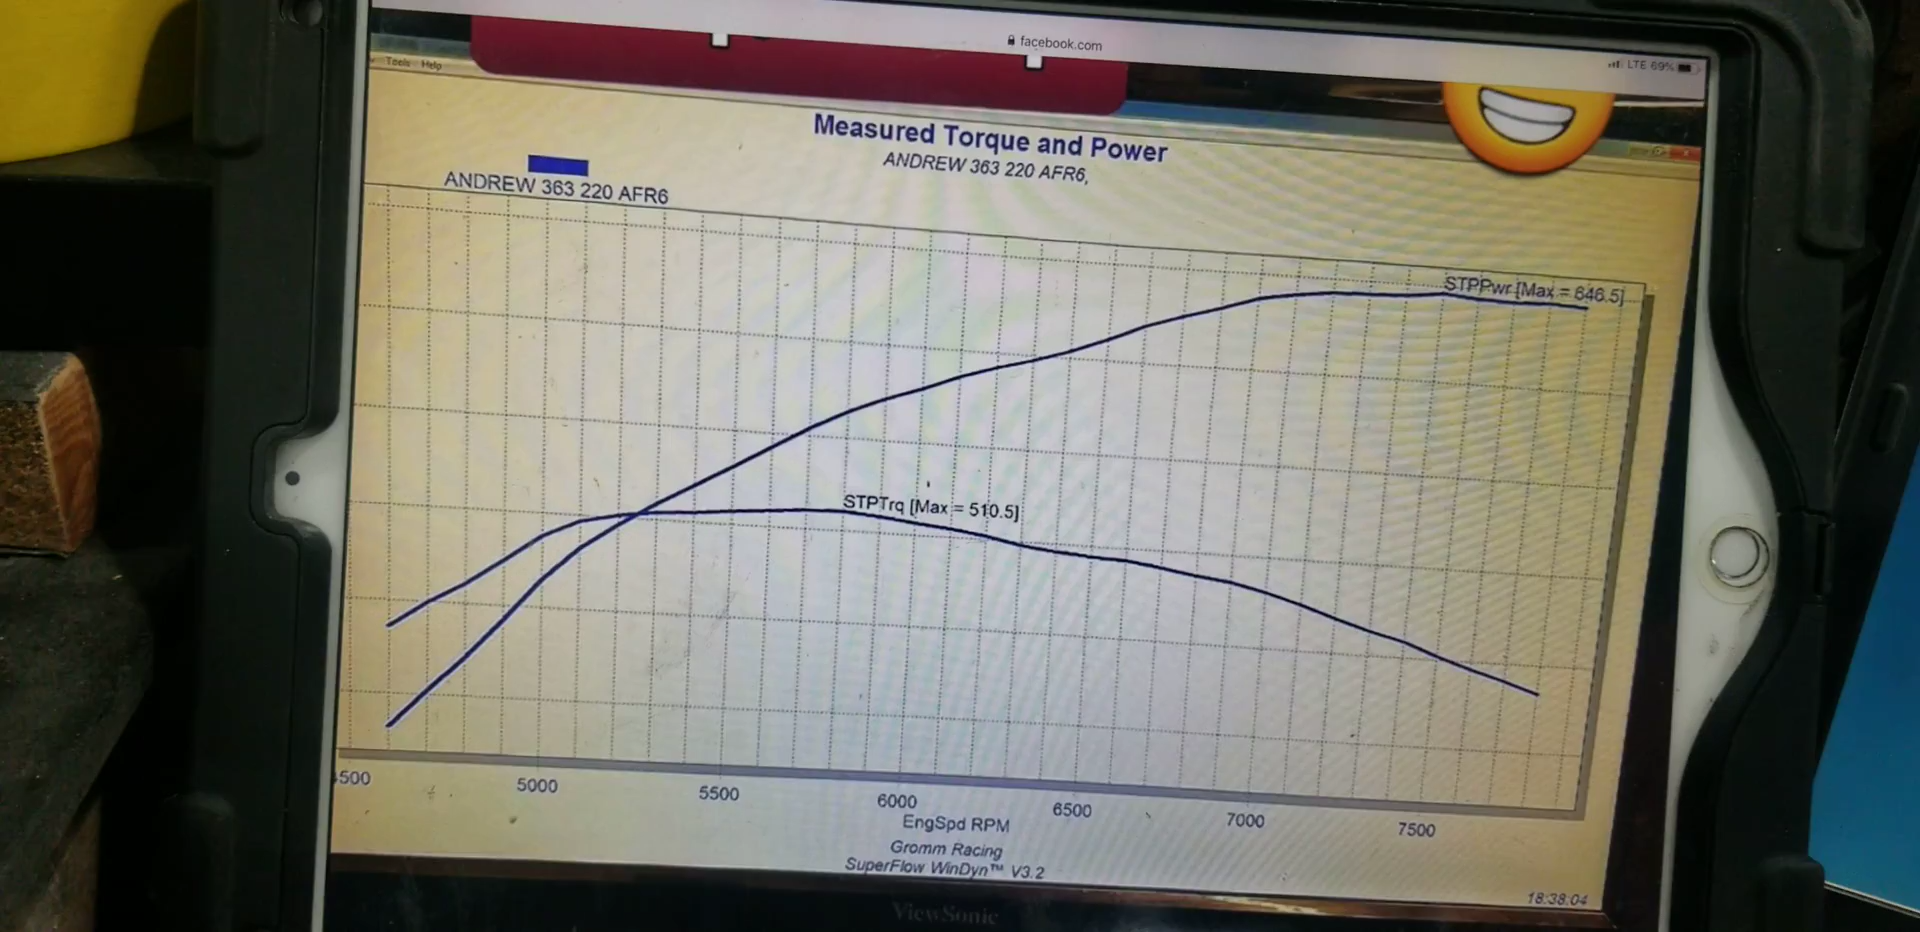 facebook.com
LTE 69%
Tools Help
Measured Torque and Power
ANDREW 363 220 AFR6,
ANDREW 363 220 AFR6
STPPwr [Max = 646.5]
STPTrq [Max = 510.5]
500 5000 5500 6000 6500 7000 7500
EngSpd RPM
Gromm Racing
SuperFlow WinDyn™ V3.2
18:38:04
ViewSonic